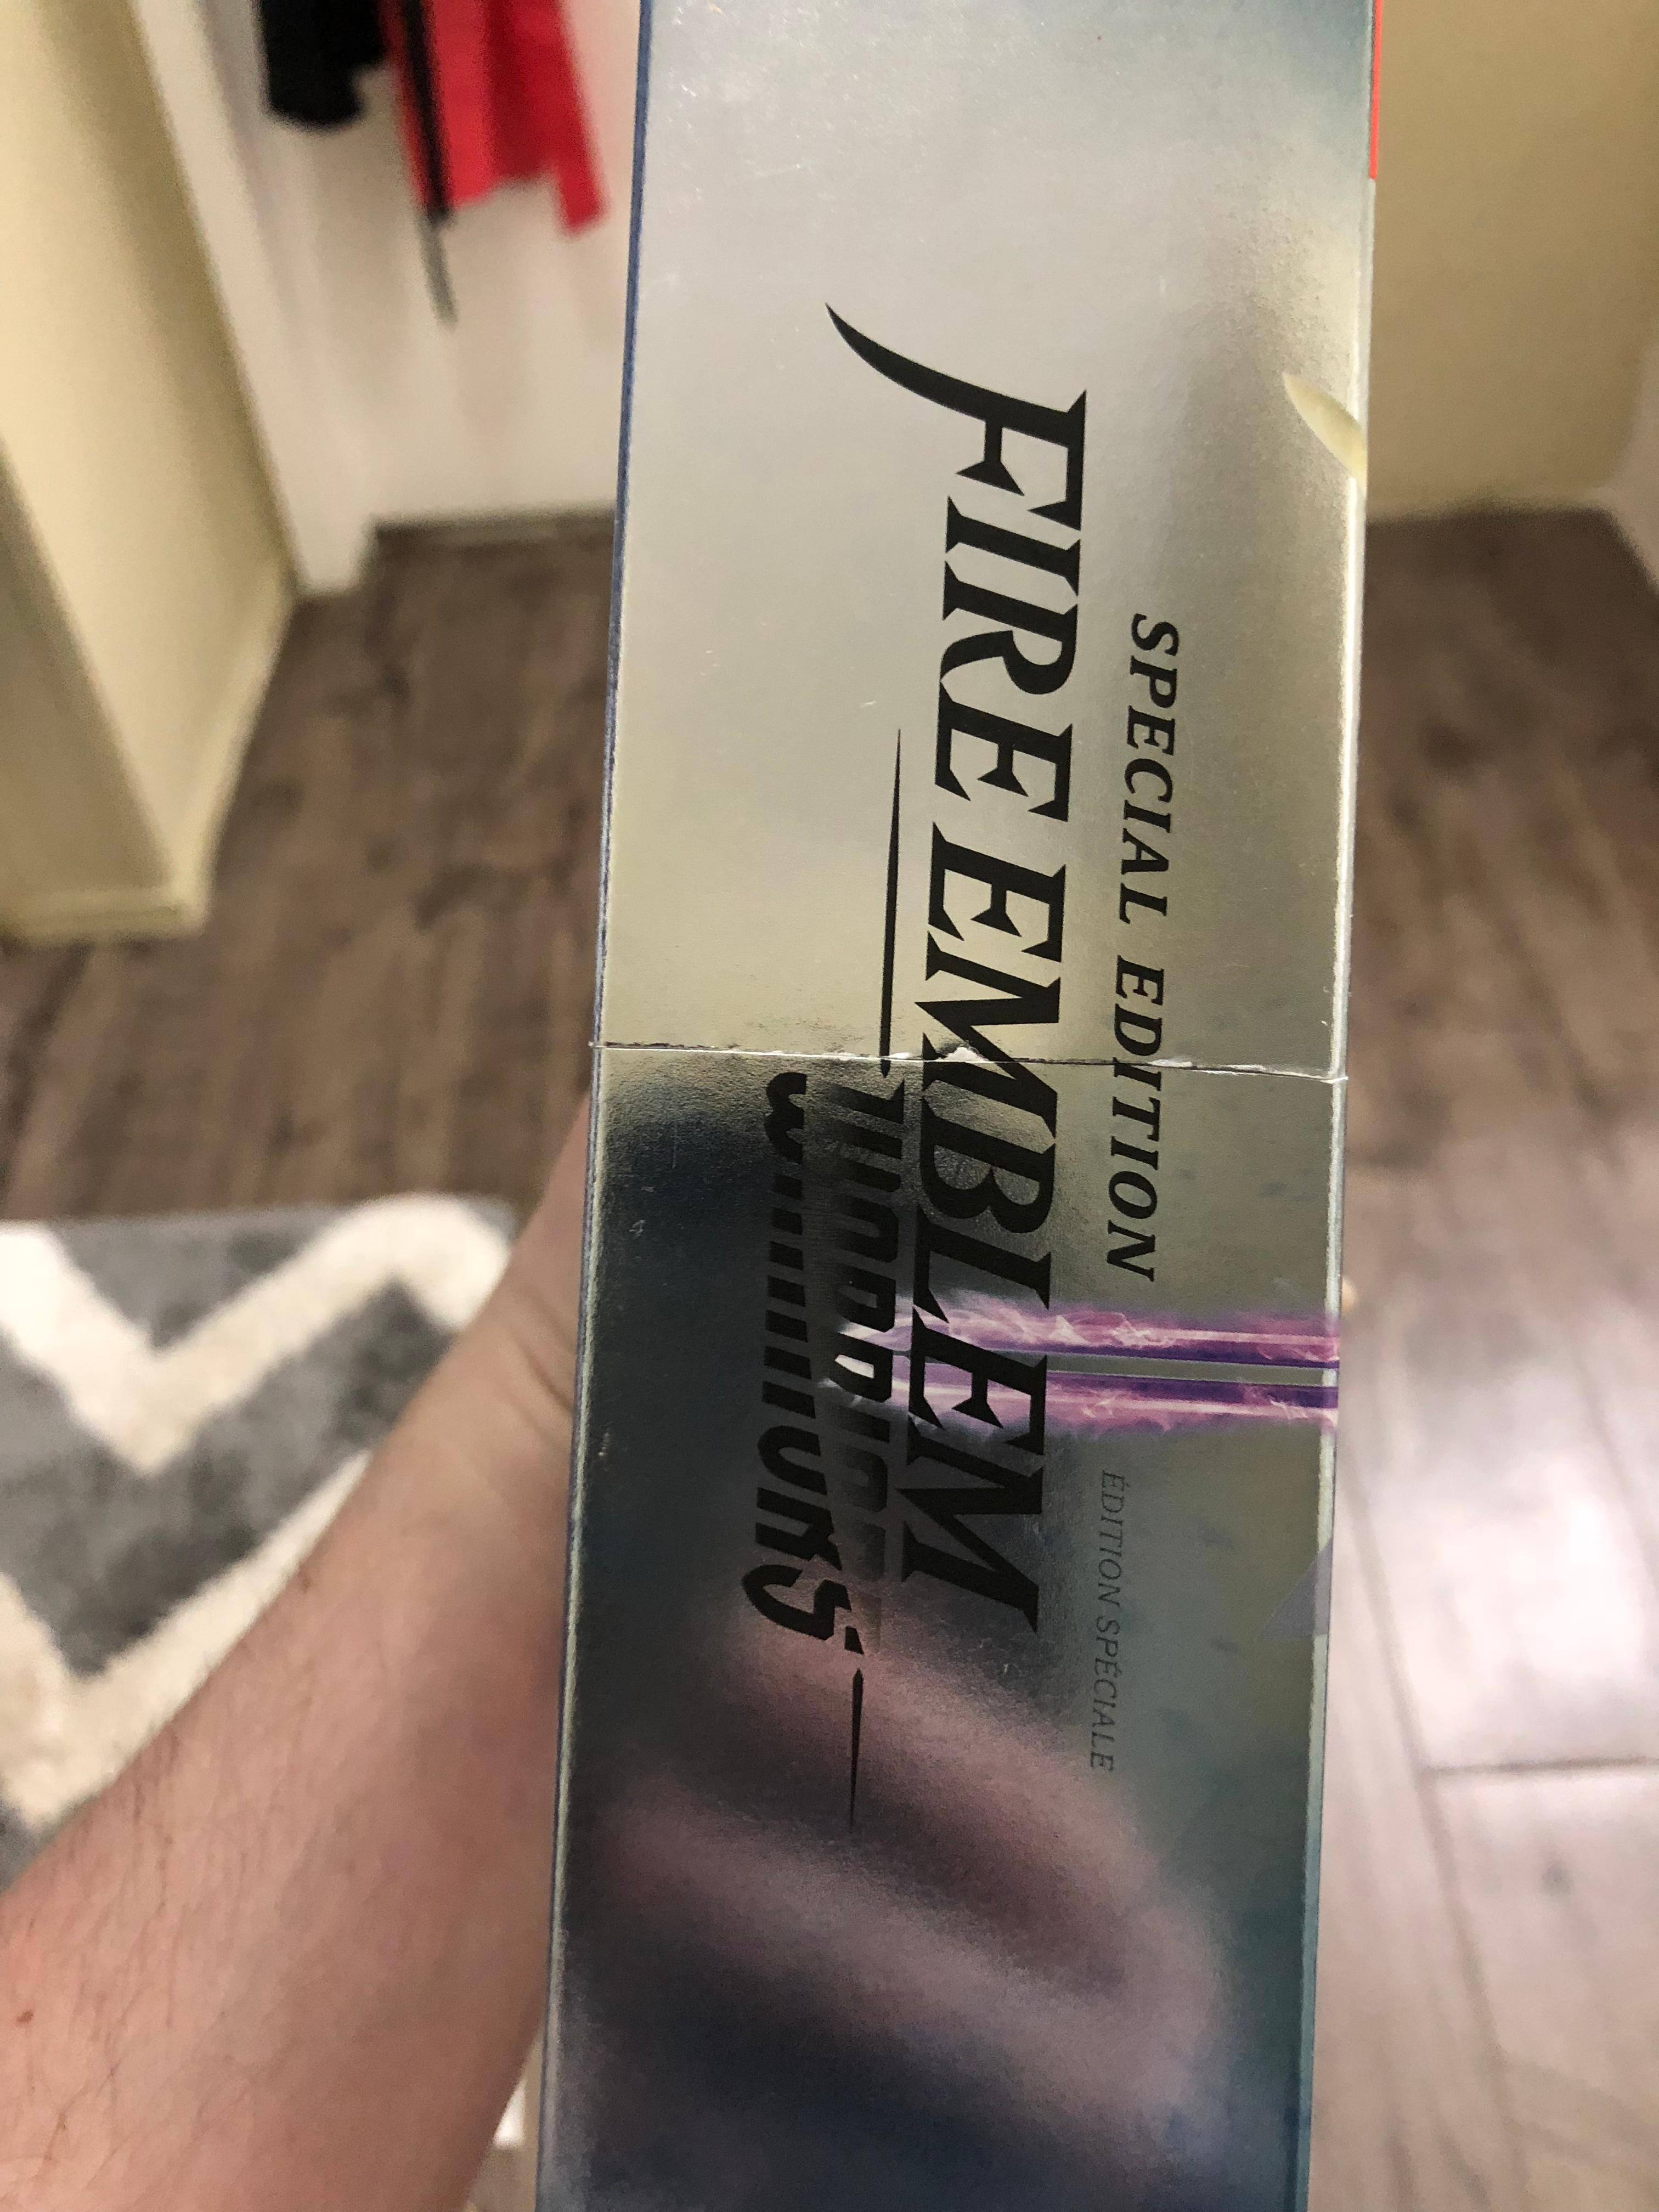 SPECIAL EDITION ÉDITION SPÉCIALE
FIRE EMBLEM
WARRIORS